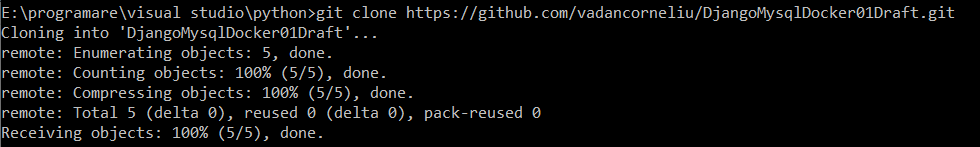 E:\programare\visual studio\python>git clone https://github.com/vadancorneliu/DjangoMysqlDocker01Draft.git
Cloning into 'DjangoMysqlDocker01Draft'...
remote: Enumerating objects: 5, done.
remote: Counting objects: 100% (5/5), done.
remote: Compressing objects: 100% (5/5), done.
remote: Total 5 (delta 0), reused 0 (delta 0), pack-reused 0
Receiving objects: 100% (5/5), done.